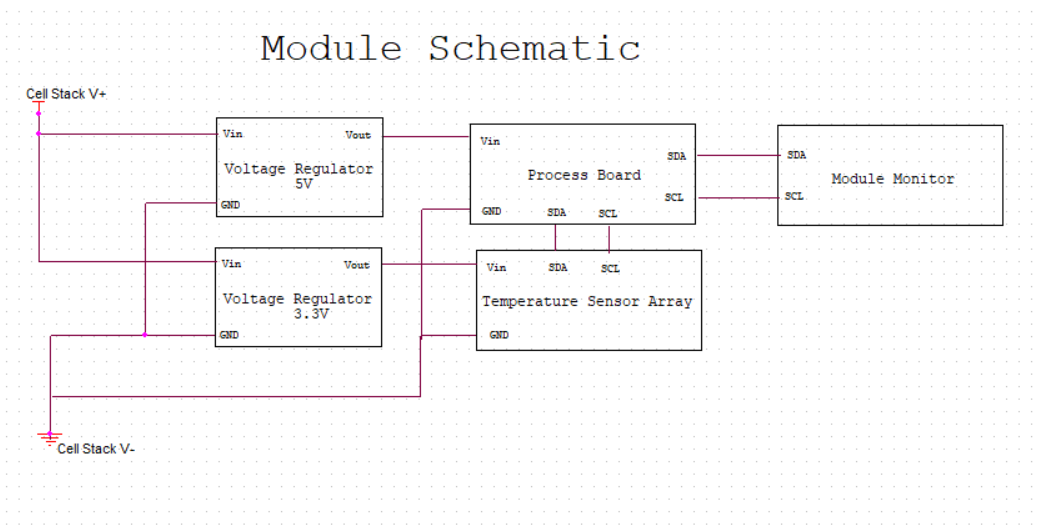 Module Schematic
Cell Stack V+
Vin
Vout
Voltage Regulator
5V
GND
Vin
SDA
Process Board
SCL
GND
SDA
SCL
SDA
Module Monitor
SCL
Vin
Vout
Voltage Regulator
3.3V
GND
Vin
SDA
SCL
Temperature Sensor Array
GND
Cell Stack V-